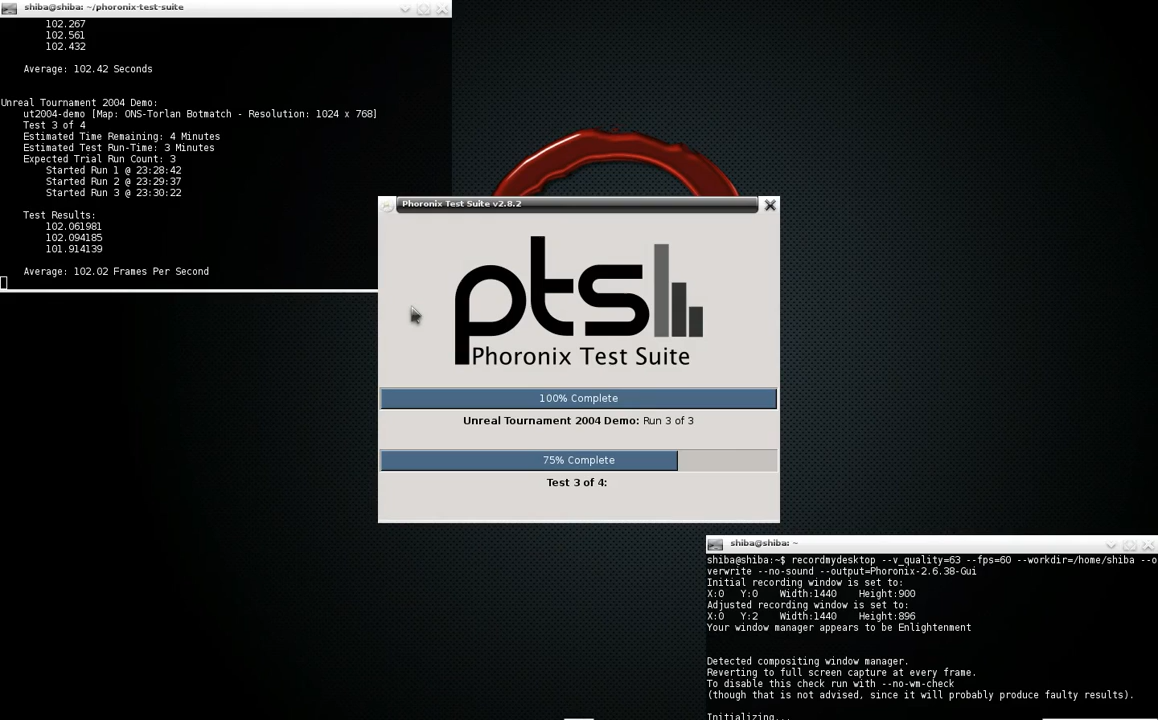 shiba@shiba: ~/phoronix-test-suite
102.267
102.561
102.432
Average: 102.42 Seconds
Unreal Tournament 2004 Demo:
ut2004-demo [Map: ONS-Torlan Botmatch - Resolution: 1024 x 768]
Test 3 of 4
Estimated Time Remaining: 4 Minutes
Estimated Test Run-Time: 3 Minutes
Expected Trial Run Count: 3
Started Run 1 @ 23:28:42
Started Run 2 @ 23:29:37
Started Run 3 @ 23:30:22
Test Results:
102.061981
102.094185
101.914139
Average: 102.02 Frames Per Second
Phoronix Test Suite v2.8.2
pts
Phoronix Test Suite
100% Complete
Unreal Tournament 2004 Demo: Run 3 of 3
75% Complete
Test 3 of 4:
shiba@shiba: ~
shiba@shiba:~$ recordmydesktop --v_quality=63 --fps=60 --workdir=/home/shiba --o
verwrite --no-sound --output=Phoronix-2.6.38-Gui
Initial recording window is set to:
X:0 Y:0 Width:1440 Height:900
Adjusted recording window is set to:
X:0 Y:2 Width:1440 Height:896
Your window manager appears to be Enlightenment
Detected compositing window manager.
Reverting to full screen capture at every frame.
To disable this check run with --no-wm-check
(though that is not advised, since it will probably produce faulty results).
Initializing...